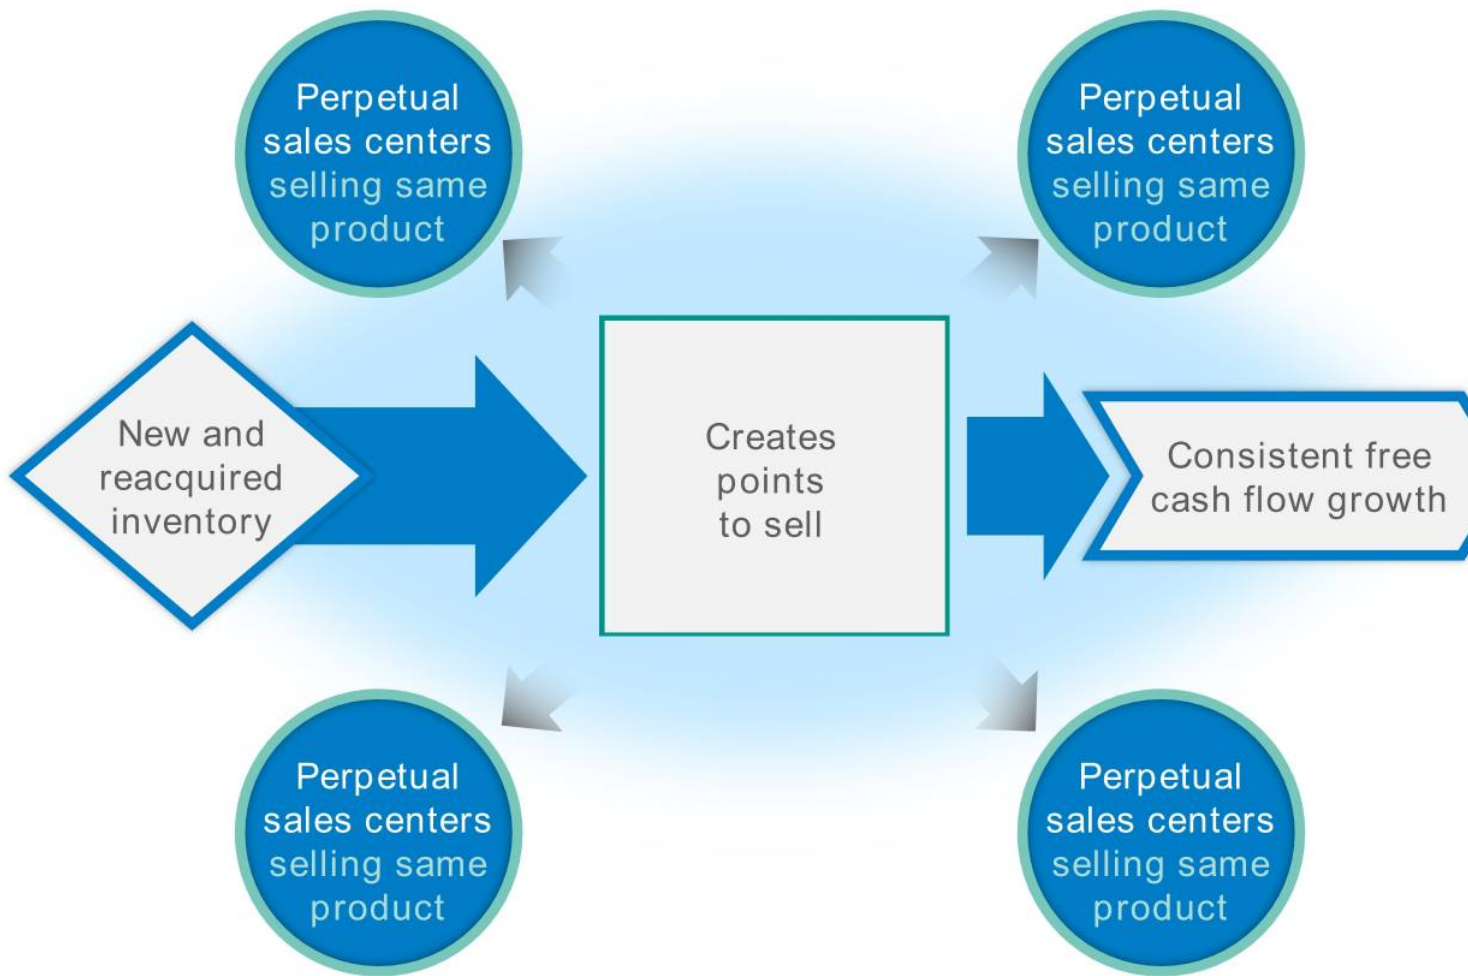 Perpetual
sales centers
selling same
product
Perpetual
sales centers
selling same
product
New and
reacquired
inventory
Creates
points
to sell
Consistent free
cash flow growth
Perpetual
sales centers
selling same
product
Perpetual
sales centers
selling same
product